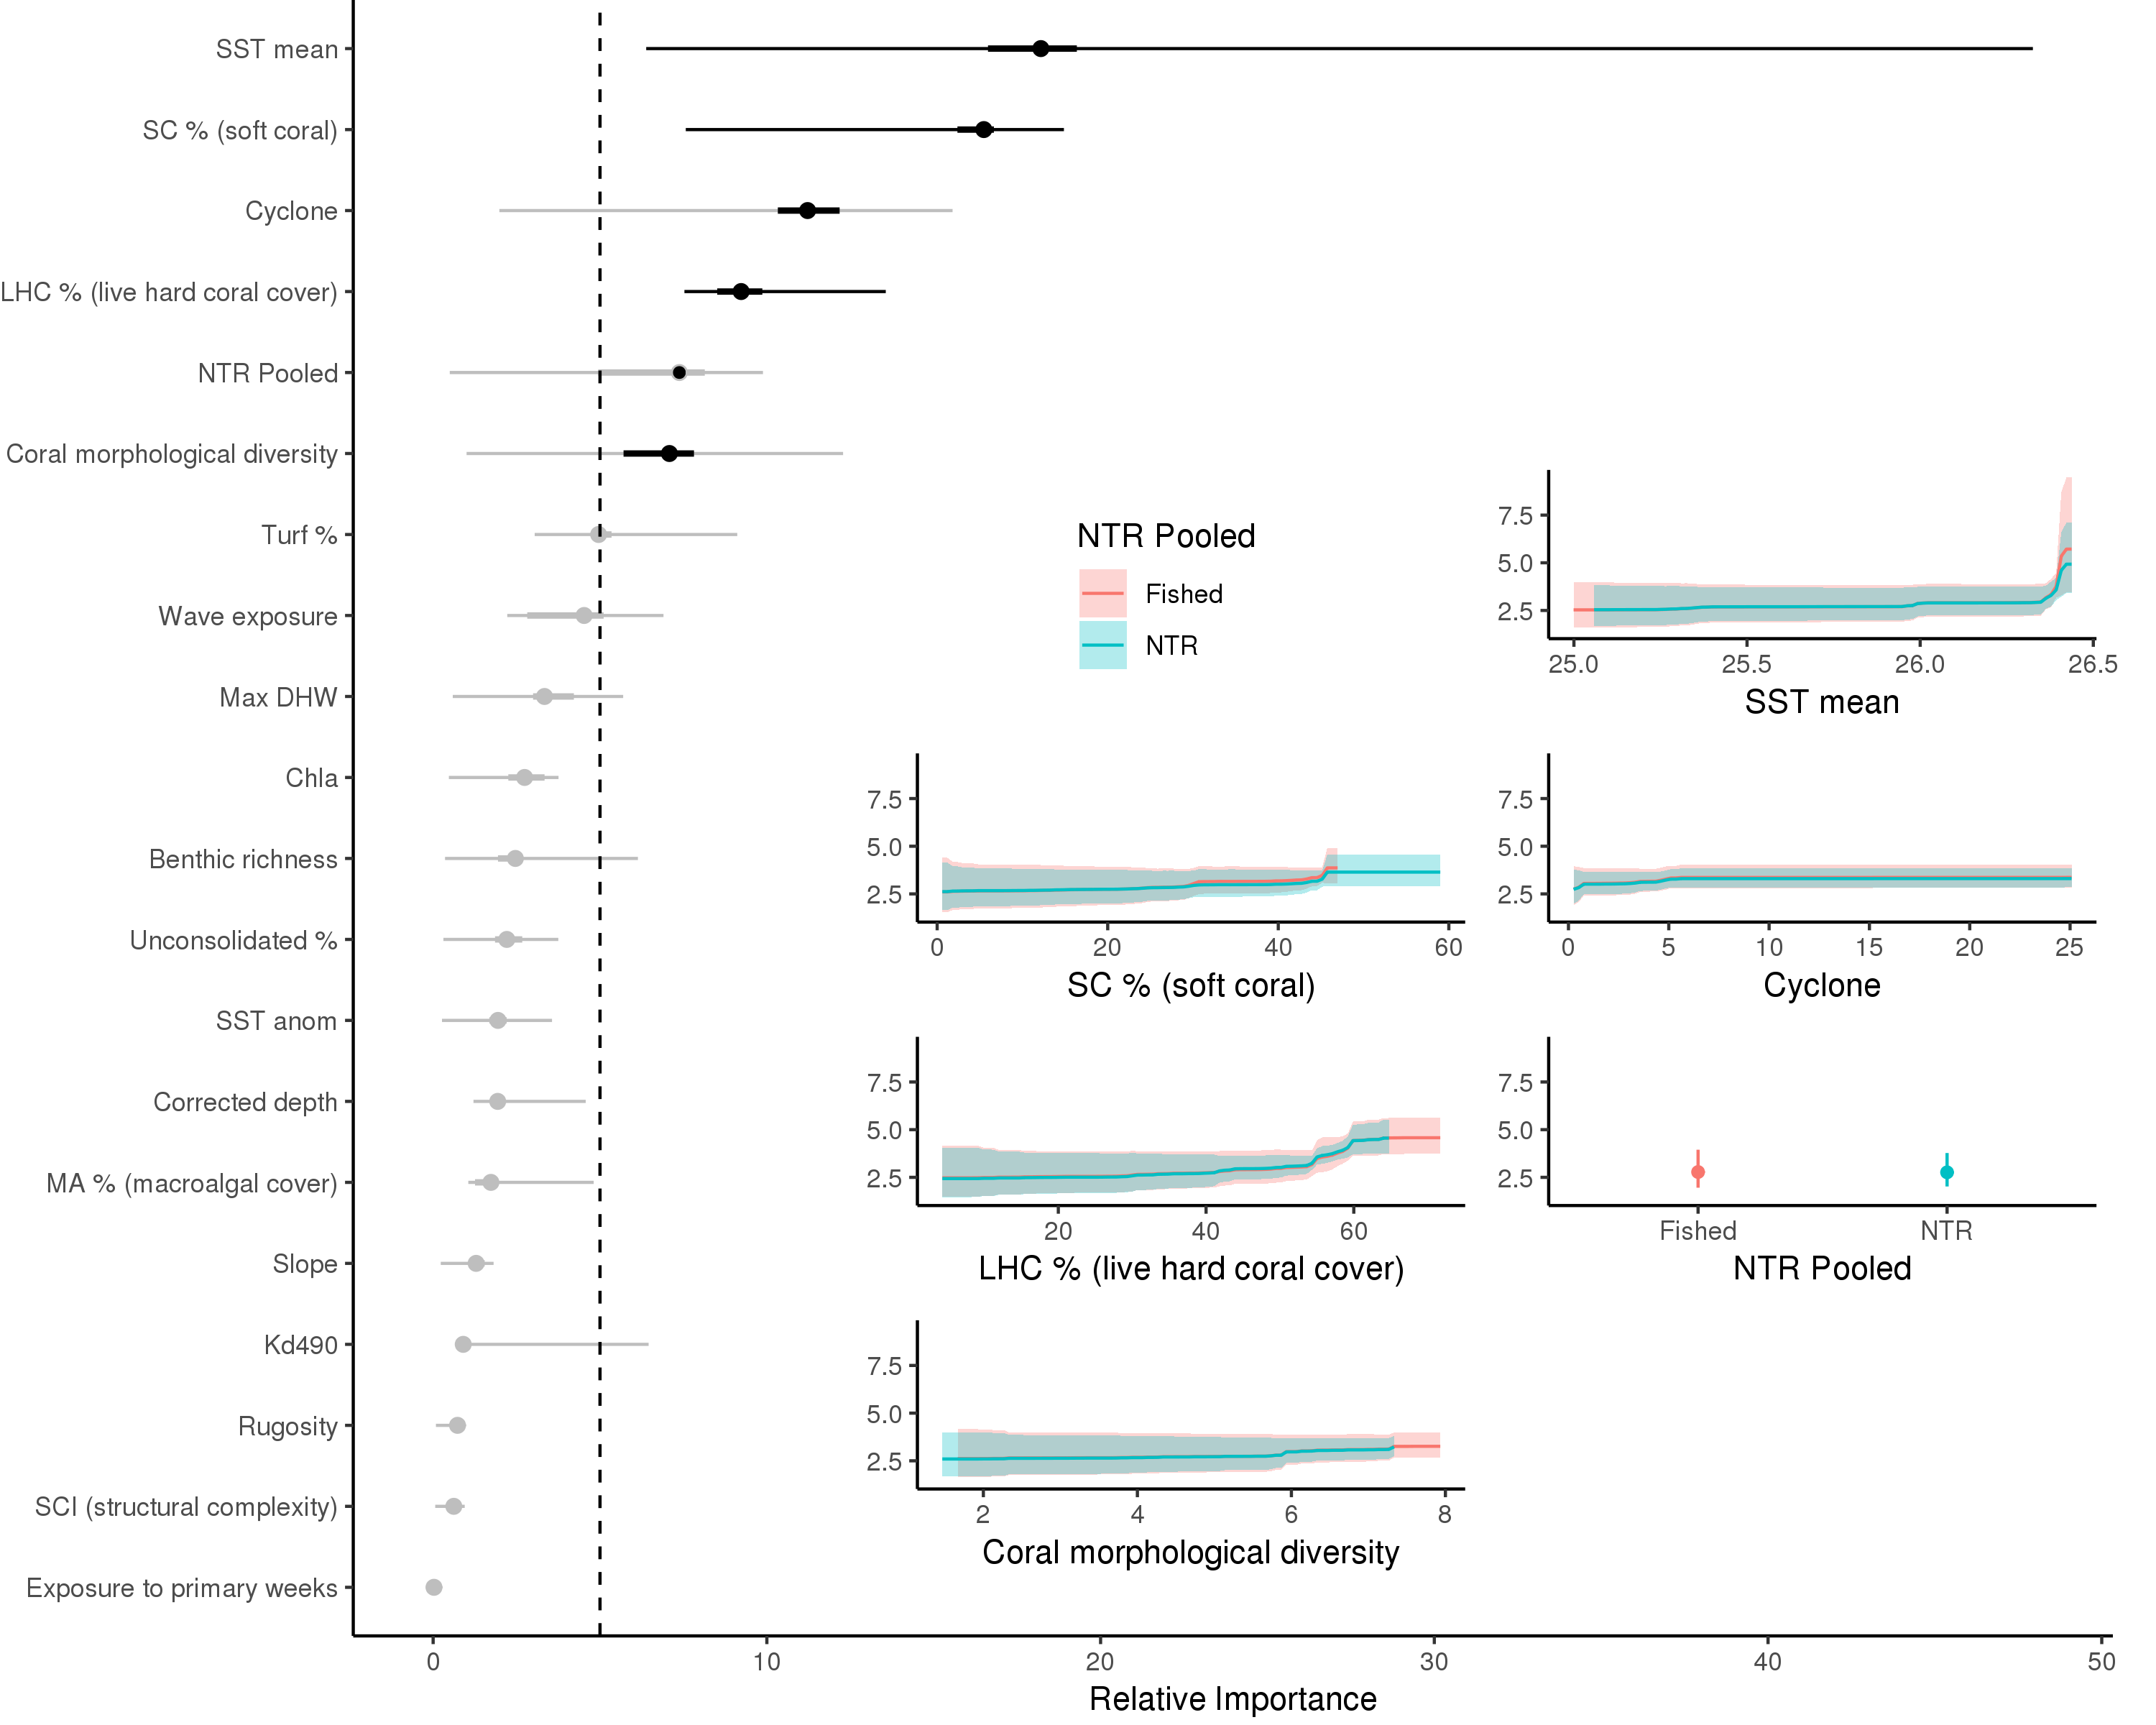 SST mean
SC % (soft coral)
Cyclone
LHC % (live hard coral cover)
NTR Pooled
Coral morphological diversity
Turf %
Wave exposure
Max DHW
Chla
Benthic richness
Unconsolidated %
SST anom
Corrected depth
MA % (macroalgal cover)
Slope
Kd490
Rugosity
SCI (structural complexity)
Exposure to primary weeks
0 10 20 30 40 50
Relative Importance
NTR Pooled
Fished
NTR
7.5
5.0
2.5
25.0 25.5 26.0 26.5
SST mean
7.5
5.0
2.5
0 20 40 60
SC % (soft coral)
7.5
5.0
2.5
0 5 10 15 20 25
Cyclone
7.5
5.0
2.5
20 40 60
LHC % (live hard coral cover)
7.5
5.0
2.5
Fished NTR
NTR Pooled
7.5
5.0
2.5
2 4 6 8
Coral morphological diversity